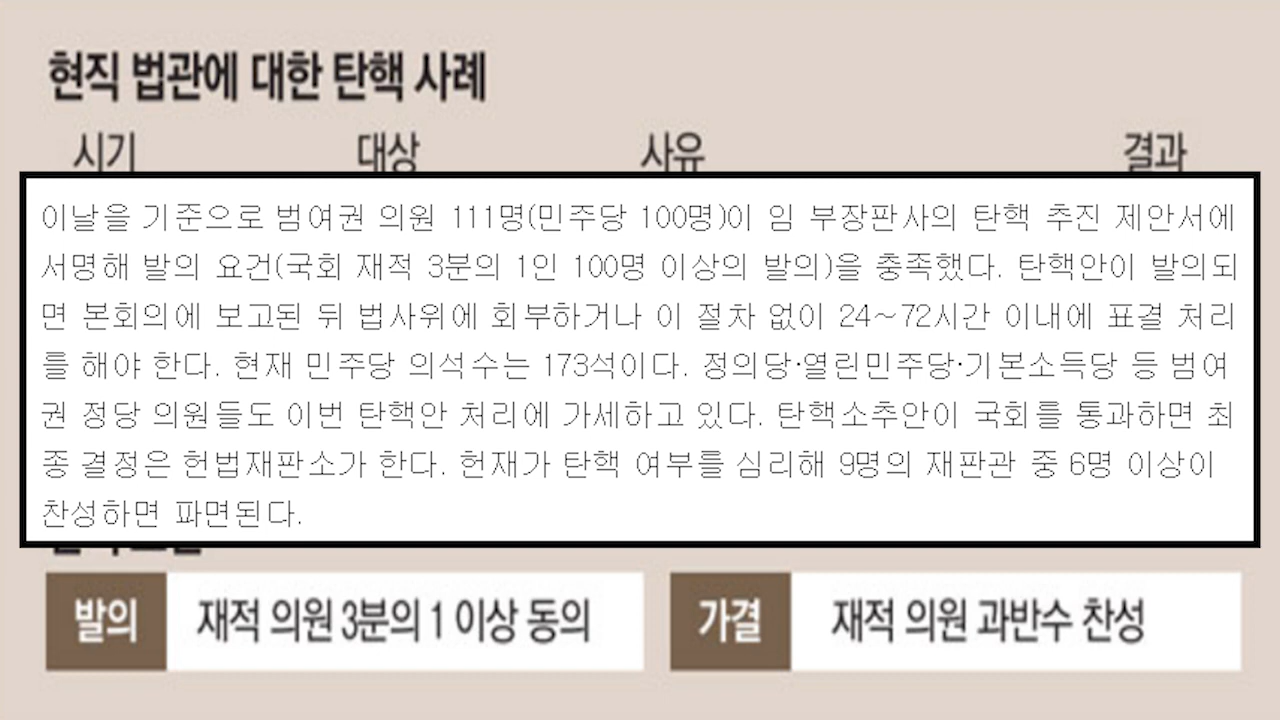 현직 법관에 대한 탄핵 사례
시기 대상 사유 결과
이날을 기준으로 범여권 의원 111명(민주당 100명)이 임 부장판사의 탄핵 추진 제안서에
서명해 발의 요건(국회 재적 3분의 1인 100명 이상의 발의)을 충족했다. 탄핵안이 발의되
면 본회의에 보고된 뒤 법사위에 회부하거나 이 절차 없이 24~72시간 이내에 표결 처리
를 해야 한다. 현재 민주당 의석수는 173석이다. 정의당·열린민주당·기본소득당 등 범여
권 정당 의원들도 이번 탄핵안 처리에 가세하고 있다. 탄핵소추안이 국회를 통과하면 최
종 결정은 헌법재판소가 한다. 헌재가 탄핵 여부를 심리해 9명의 재판관 중 6명 이상이
찬성하면 파면된다.
발의 재적 의원 3분의 1 이상 동의 가결 재적 의원 과반수 찬성